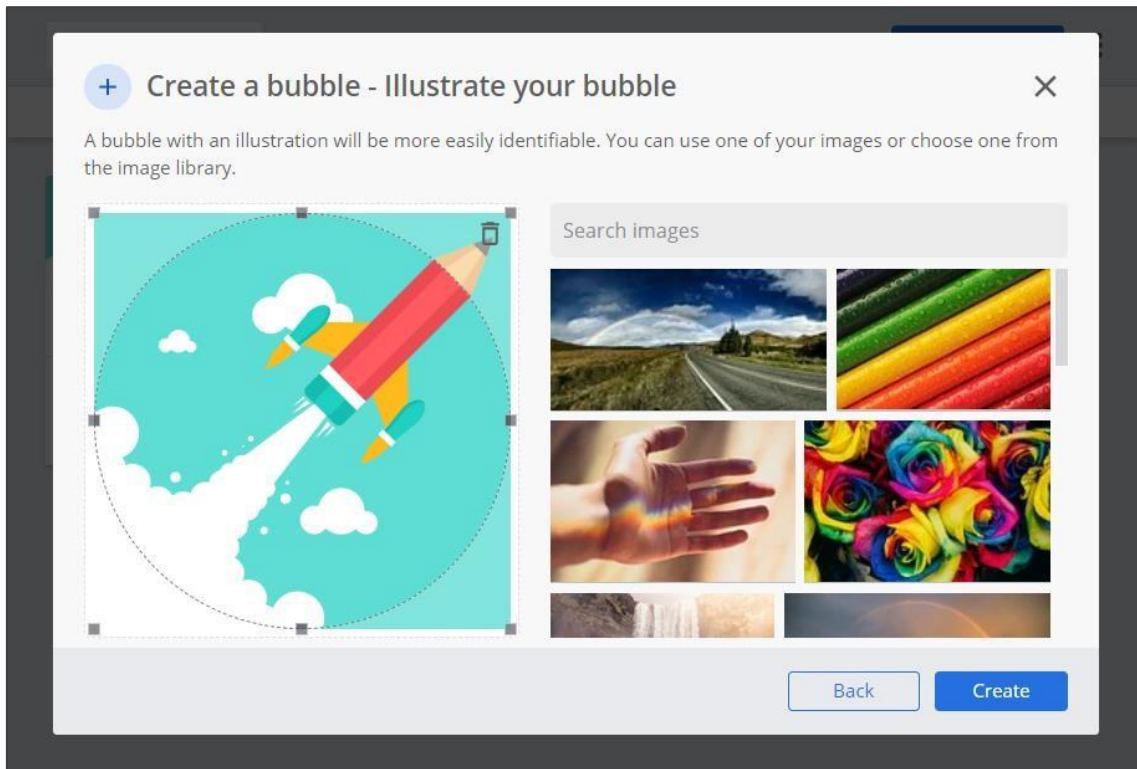 Create a bubble - Illustrate your bubble
A bubble with an illustration will be more easily identifiable. You can use one of your images or choose one from
the image library.
Search images
Back
Create